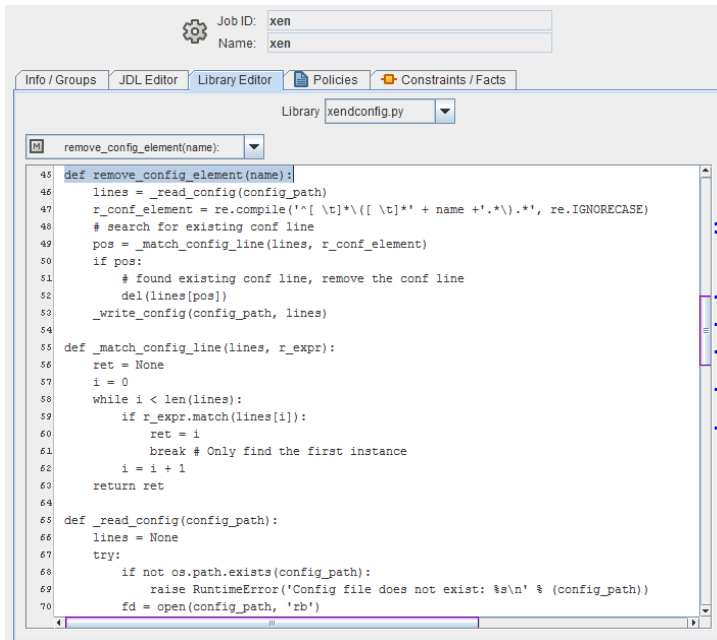 Job ID: xen
Name: xen
Info / Groups JDL Editor Library Editor Policies Constraints / Facts
Library xendconfig.py
M remove_config_element(name):
45 def remove_config_element(name):
46     lines = _read_config(config_path)
47     r_conf_element = re.compile('^[ \t]*\([ \t]*' + name +'.*\).*', re.IGNORECASE)
48     # search for existing conf line
49     pos = _match_config_line(lines, r_conf_element)
50     if pos:
51         # found existing conf line, remove the conf line
52         del(lines[pos])
53     _write_config(config_path, lines)
54
55 def _match_config_line(lines, r_expr):
56     ret = None
57     i = 0
58     while i < len(lines):
59         if r_expr.match(lines[i]):
60             ret = i
61             break # Only find the first instance
62         i = i + 1
63     return ret
64
65 def _read_config(config_path):
66     lines = None
67     try:
68         if not os.path.exists(config_path):
69             raise RuntimeError('Config file does not exist: %s\n' % (config_path))
70         fd = open(config_path, 'rb')